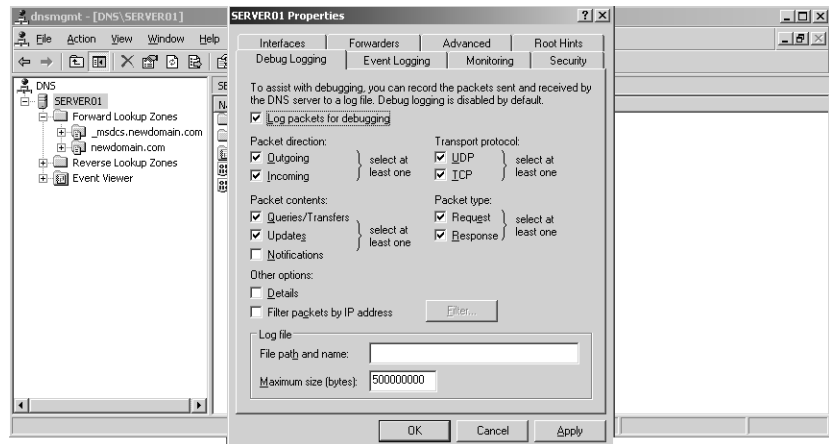 dnsmgmt - [DNS\SERVER01]
File Action View Window Help
DNS
SERVER01
Forward Lookup Zones
_msdcs.newdomain.com
newdomain.com
Reverse Lookup Zones
Event Viewer
SERVER01 Properties
Interfaces Forwarders Advanced Root Hints
Debug Logging Event Logging Monitoring Security
To assist with debugging, you can record the packets sent and received by
the DNS server to a log file. Debug logging is disabled by default.
Log packets for debugging
Packet direction:
Outgoing
Incoming
select at
least one
Transport protocol:
UDP
TCP
select at
least one
Packet contents:
Queries/Transfers
Updates
Notifications
select at
least one
Packet type:
Request
Response
select at
least one
Other options:
Details
Filter packets by IP address
Filter...
Log file
File path and name:
Maximum size (bytes): 500000000
OK Cancel Apply